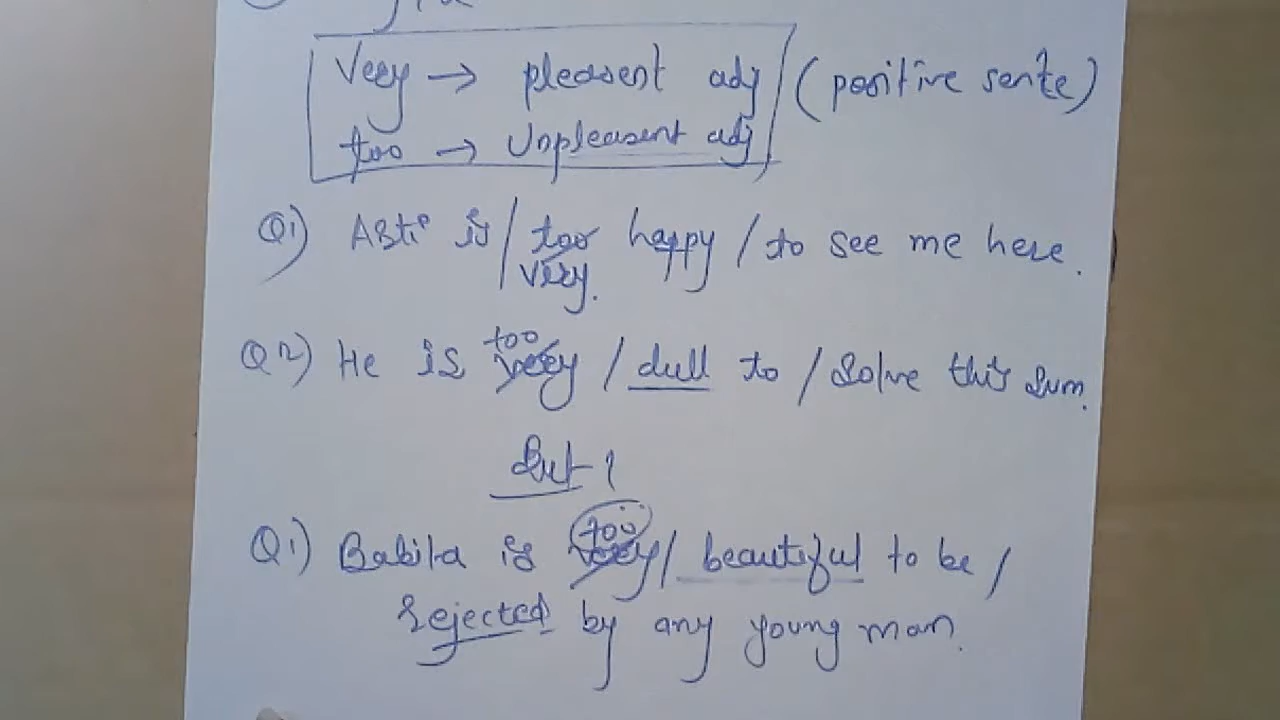 Very → pleasent adj (positive sente)
too → Unpleasent adj
Q1) is / too happy / to see me here.
very.
too
Q2) He is very / dull to / solve this sum.
But 1
too
Q1) Babita is very / beautiful to be /
rejected by any young man.